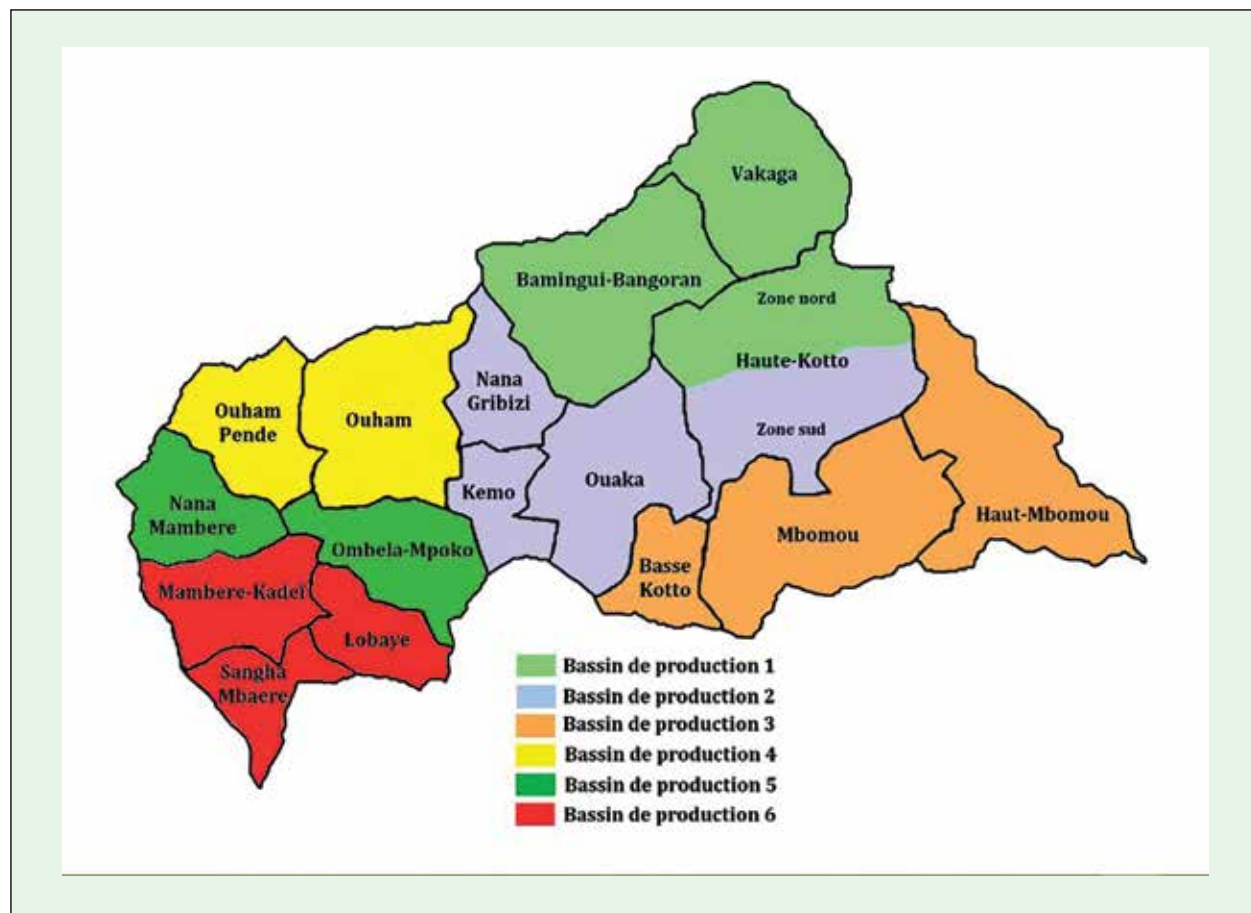 Vakaga
Bamingui-Bangoran
Zone nord
Haute-Kotto
Zone sud
Nana
Gribizi
Ouham
Pende
Ouham
Kemo
Ouaka
Nana
Mambere
Ombela-Mpoko
Basse
Kotto
Mbomou
Haut-Mbomou
Mambere-Kadeï
Lobaye
Sangha
Mbaere
Bassin de production 1
Bassin de production 2
Bassin de production 3
Bassin de production 4
Bassin de production 5
Bassin de production 6